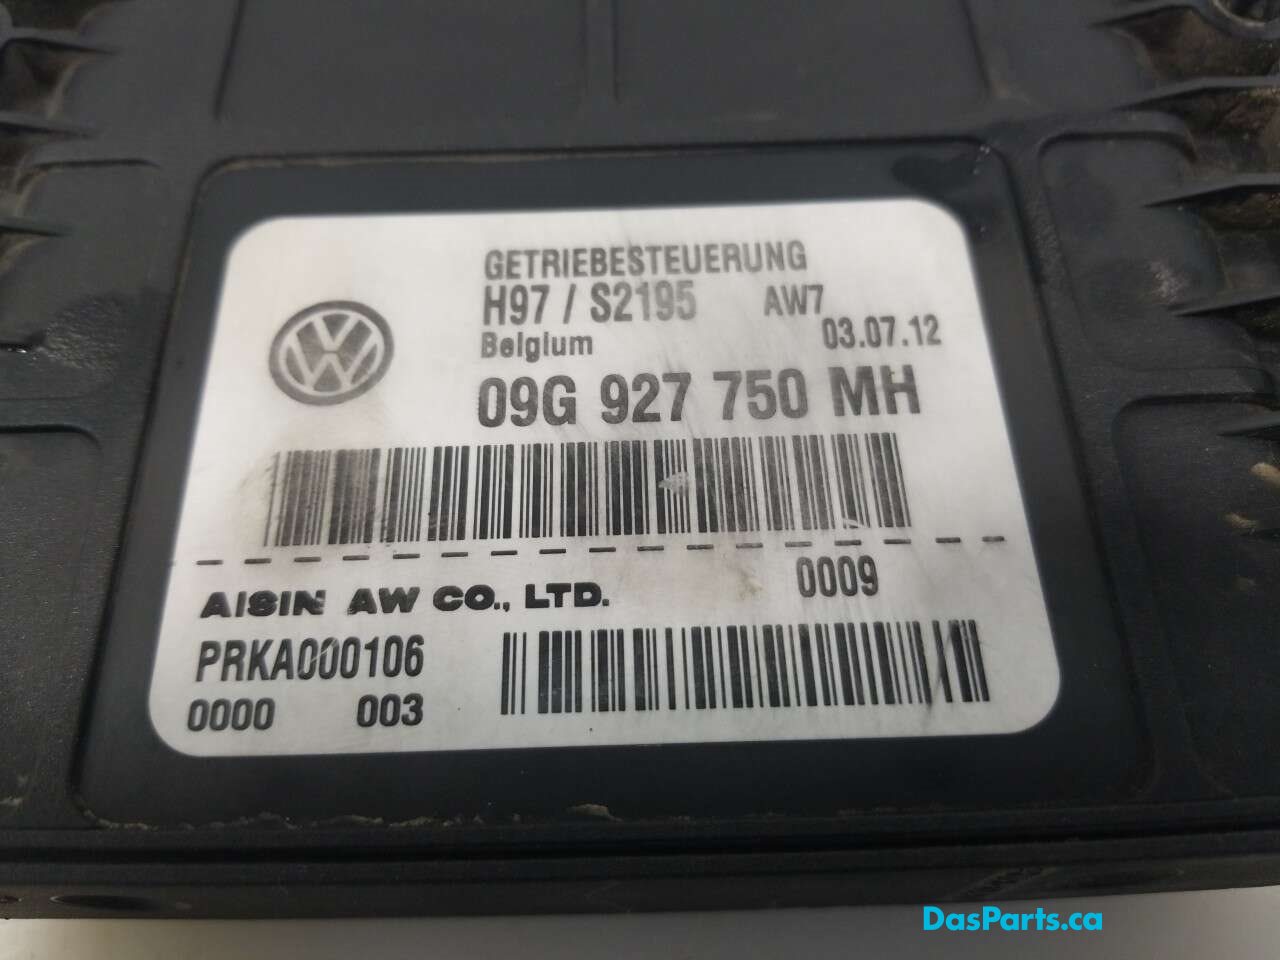 GETRIEBESTEUERUNG
H97 / S2195 AW7
Belgium 03.07.12
09G 927 750 MH
0009
AISIN AW CO., LTD.
PRKA000106
0000 003
DasParts.ca